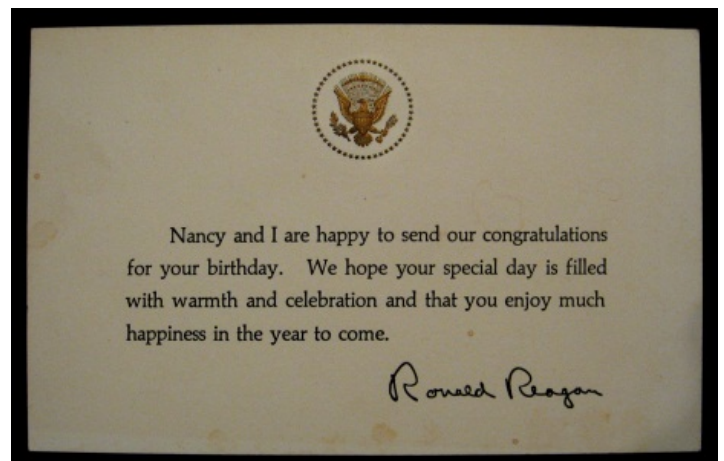 Nancy and I are happy to send our congratulations
for your birthday. We hope your special day is filled
with warmth and celebration and that you enjoy much
happiness in the year to come.
Ronald Reagan